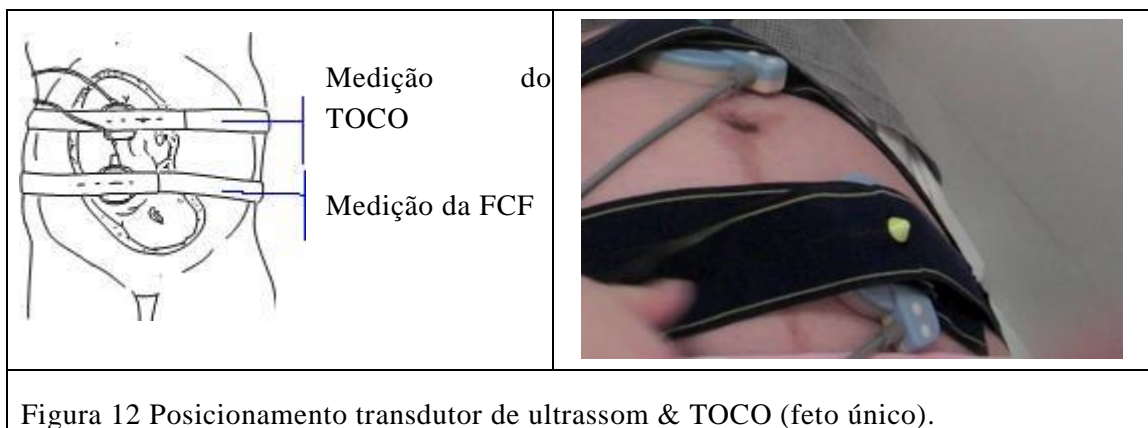 Medição do
TOCO
Medição da FCF
Figura 12 Posicionamento transdutor de ultrassom & TOCO (feto único).